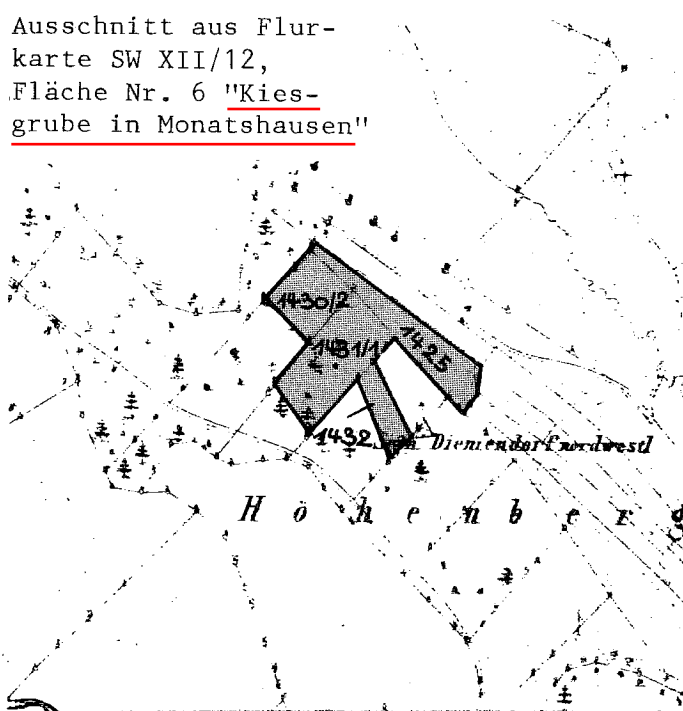 Ausschnitt aus Flur-
karte SW XII/12,
Fläche Nr. 6 "Kies-
grube in Monatshausen"
1430/2
1431/1
1425
1432
Diemendorf nordwestl
Höhenberg